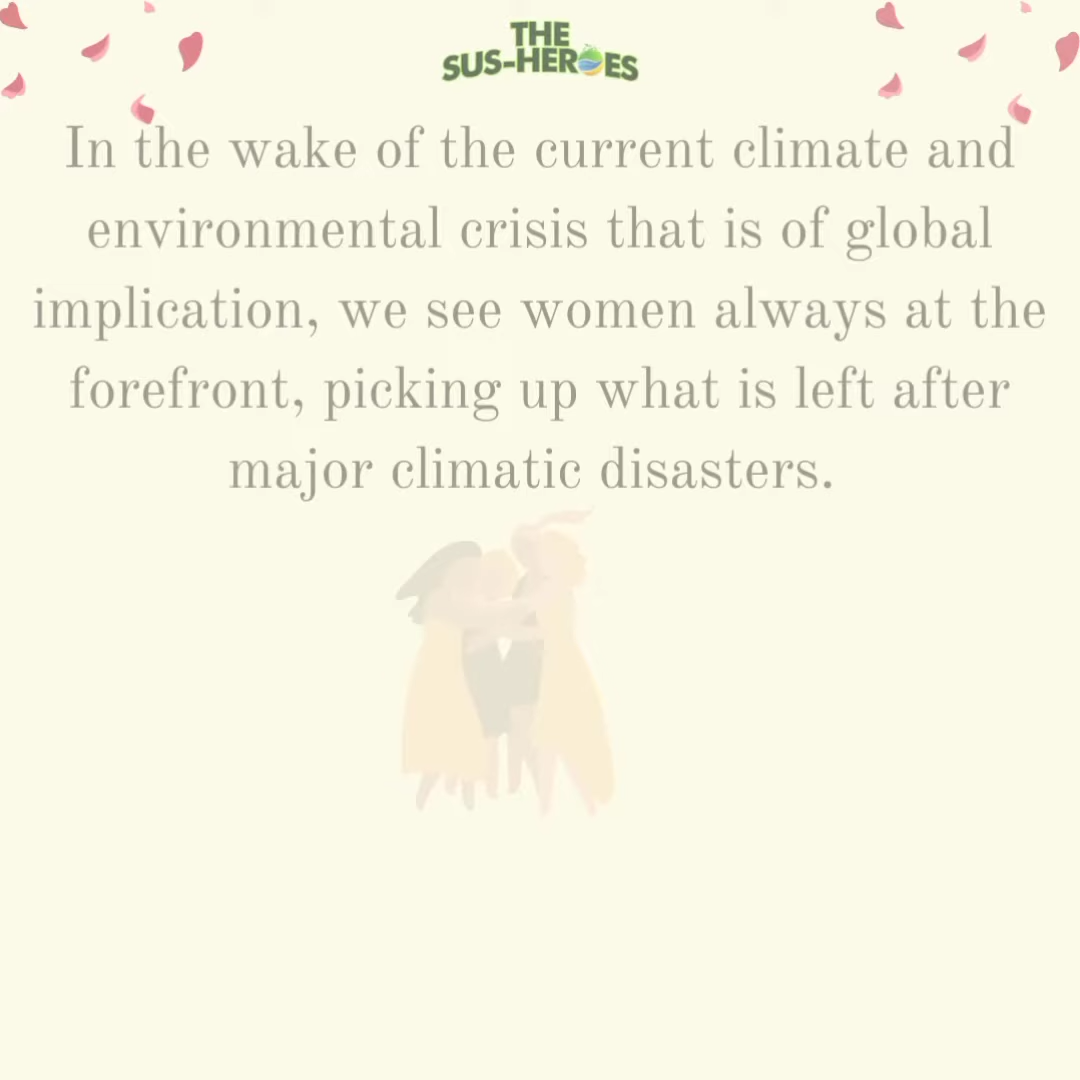 THE
SUS-HEROES
In the wake of the current climate and
environmental crisis that is of global
implication, we see women always at the
forefront, picking up what is left after
major climatic disasters.